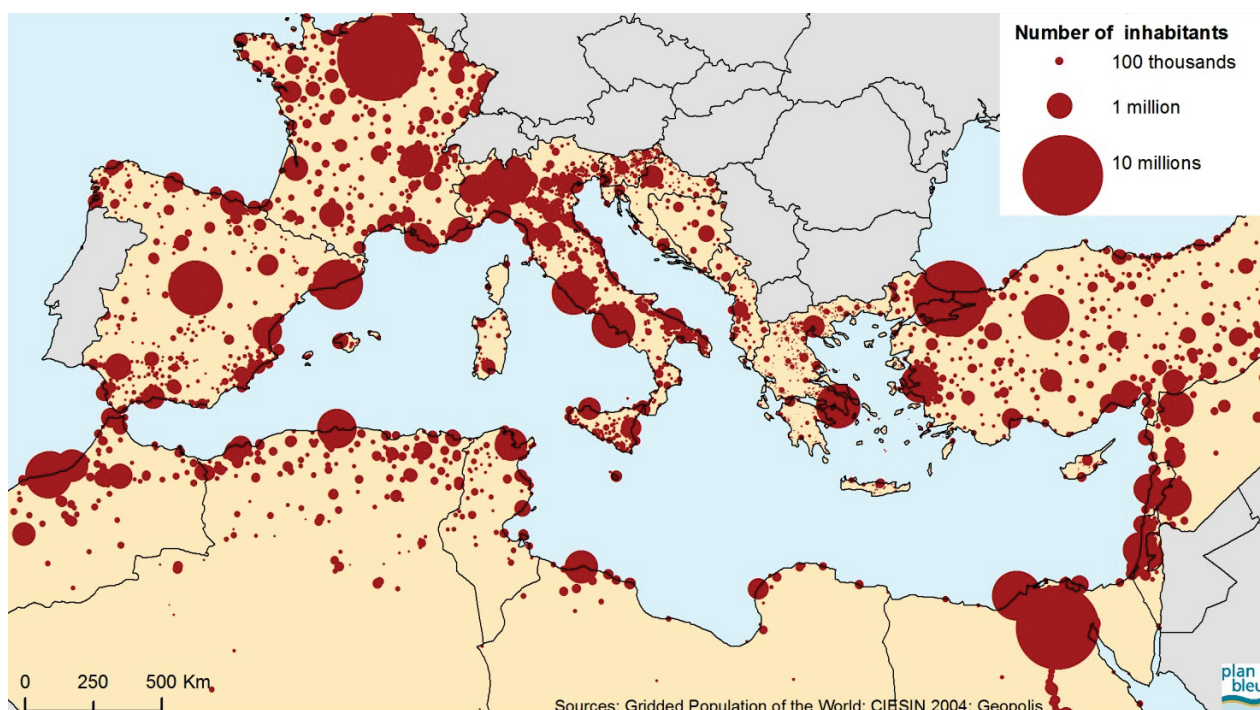 Number of inhabitants
100 thousands
1 million
10 millions
0 250 500 Km
Sources: Gridded Population of the World; CIESIN 2004; Geopolis
plan
bleu